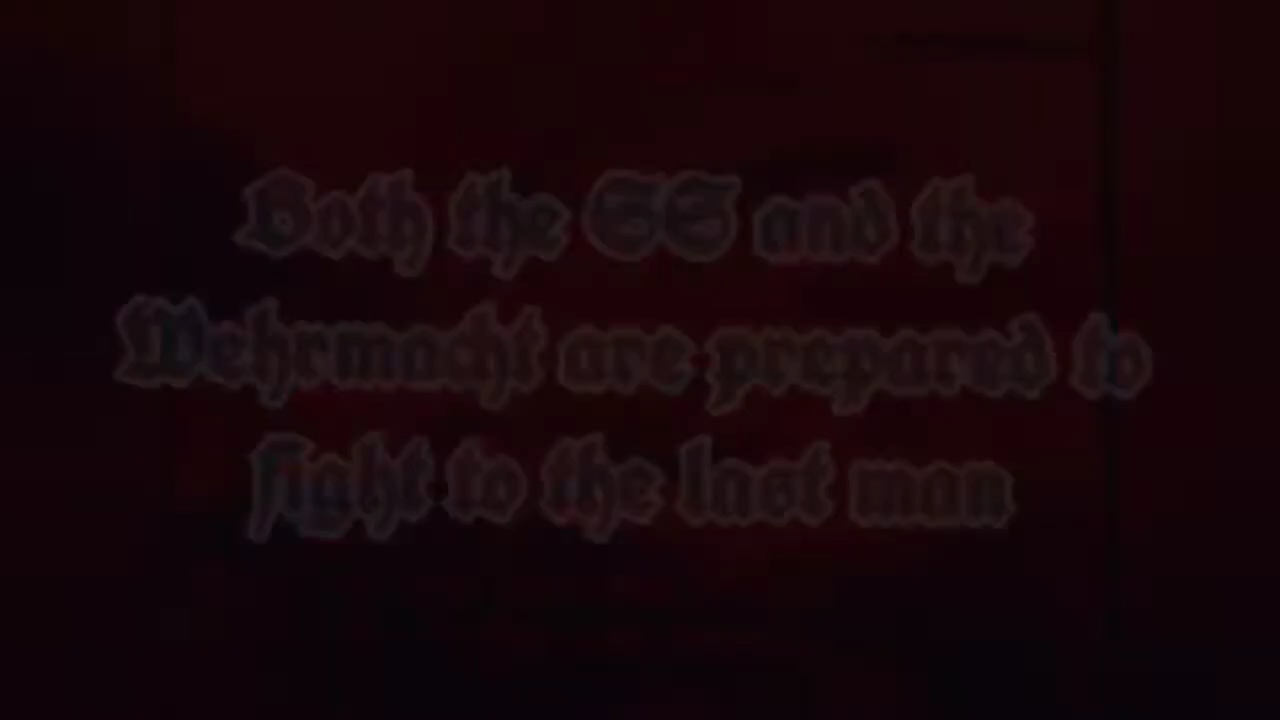 Both the SS and the
Wehrmacht are prepared to
fight to the last man